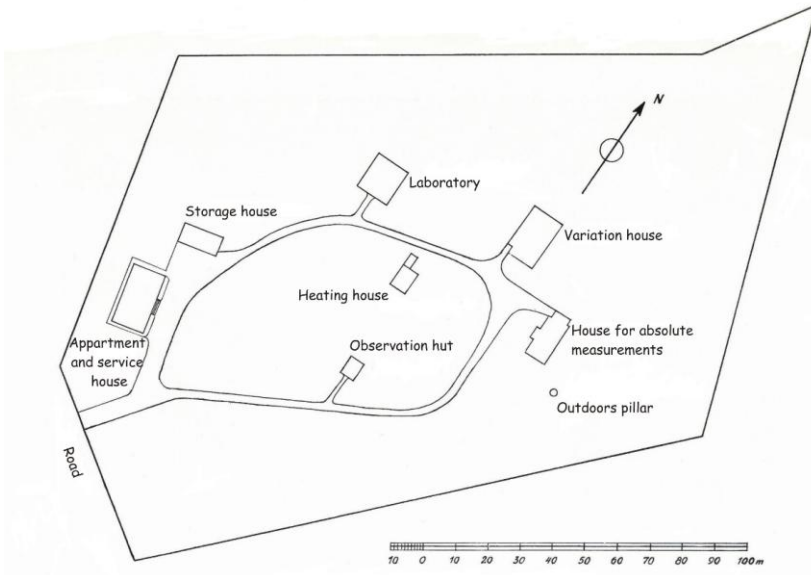 N
Laboratory
Storage house
Variation house
Heating house
House for absolute
measurements
Observation hut
Appartment
and service
house
Outdoors pillar
Road
10 0 10 20 30 40 50 60 70 80 90 100 m